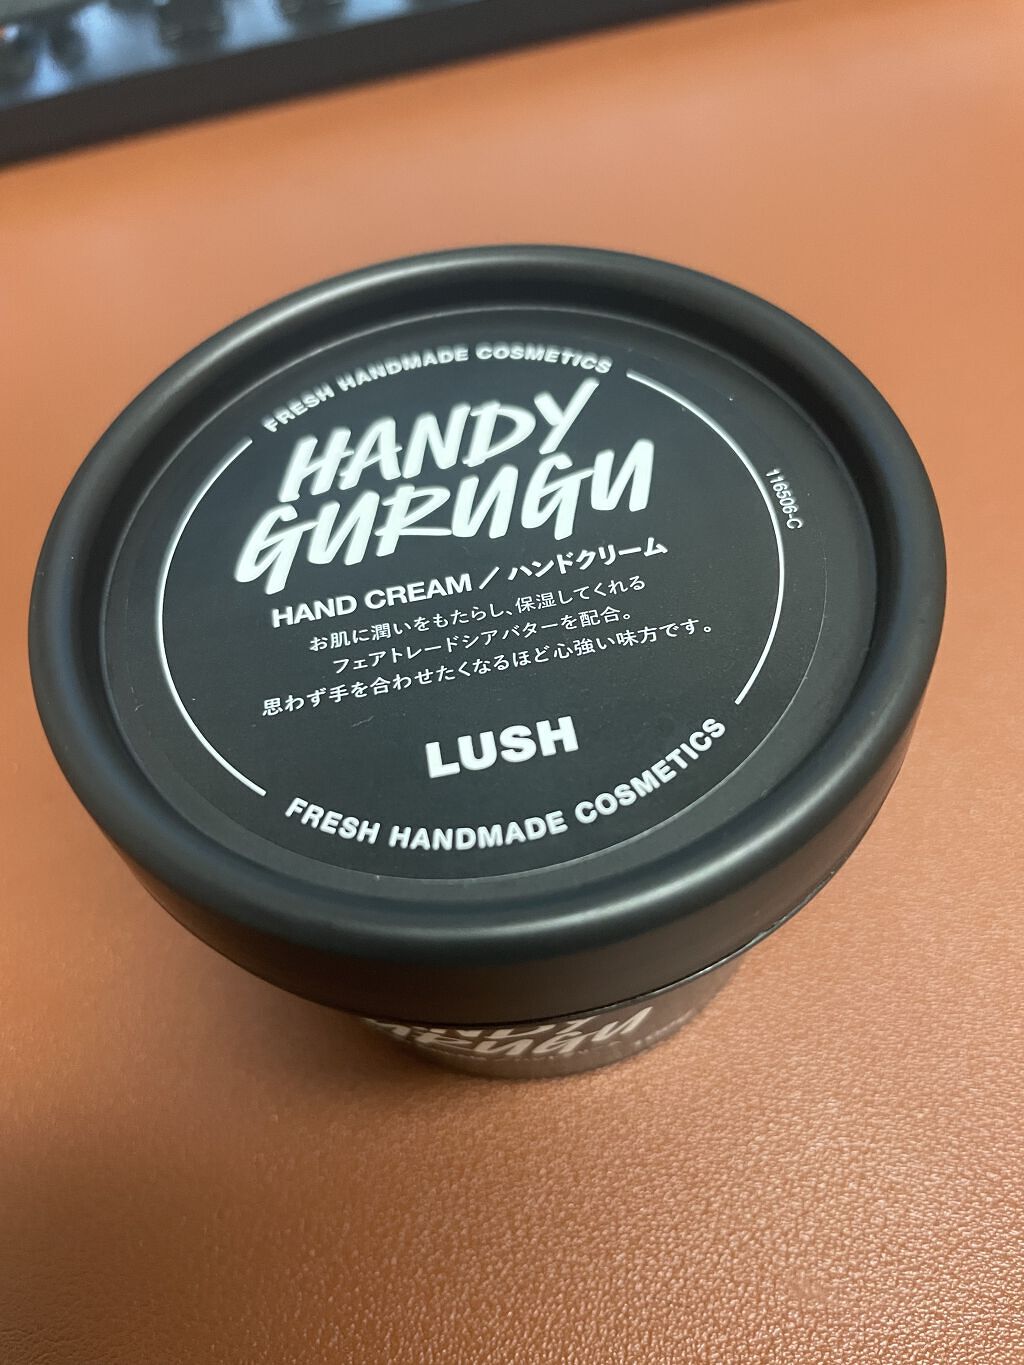 FRESH HANDMADE COSMETICS
HANDY
GURUGU
HAND CREAM / ハンドクリーム
お肌に潤いをもたらし、保湿してくれる
フェアトレードシアバターを配合。
思わず手を合わせたくなるほど心強い味方です。
LUSH
FRESH HANDMADE COSMETICS
116506-C
HANDY
GURUGU